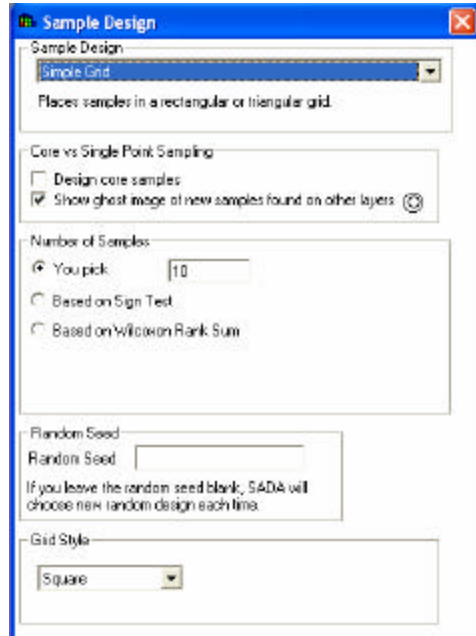 Sample Design
Sample Design
Simple Grid
Places samples in a rectangular or triangular grid.
Core vs Single Point Sampling
Design core samples
Show ghost image of new samples found on other layers
Number of Samples
You pick 10
Based on Sign Test
Based on Wilcoxon Rank Sum
Random Seed
Random Seed
If you leave the random seed blank, SADA will
choose new random design each time.
Grid Style
Square